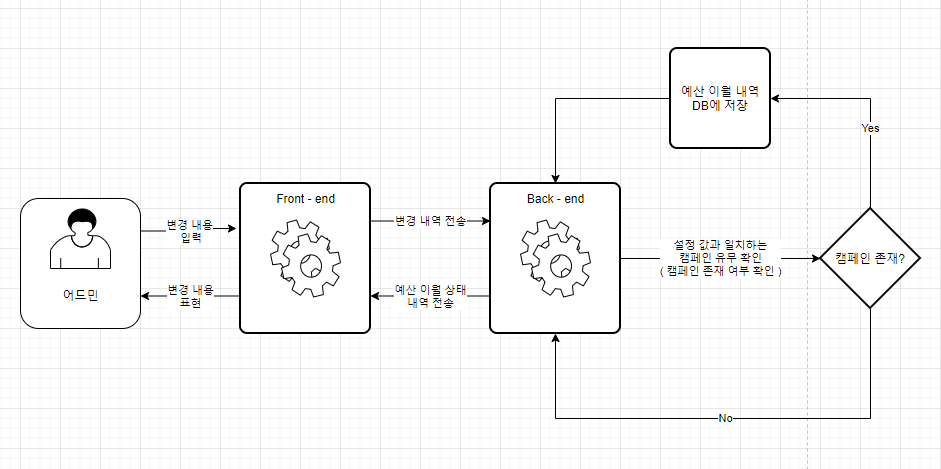 예산 이월 내역
DB에 저장
Yes
Front - end
Back - end
변경 내용
입력
변경 내역 전송
설정 값과 일치하는
캠페인 유무 확인
( 캠페인 존재 여부 확인 )
캠페인 존재?
어드민
변경 내용
표현
예산 이월 상태
내역 전송
No